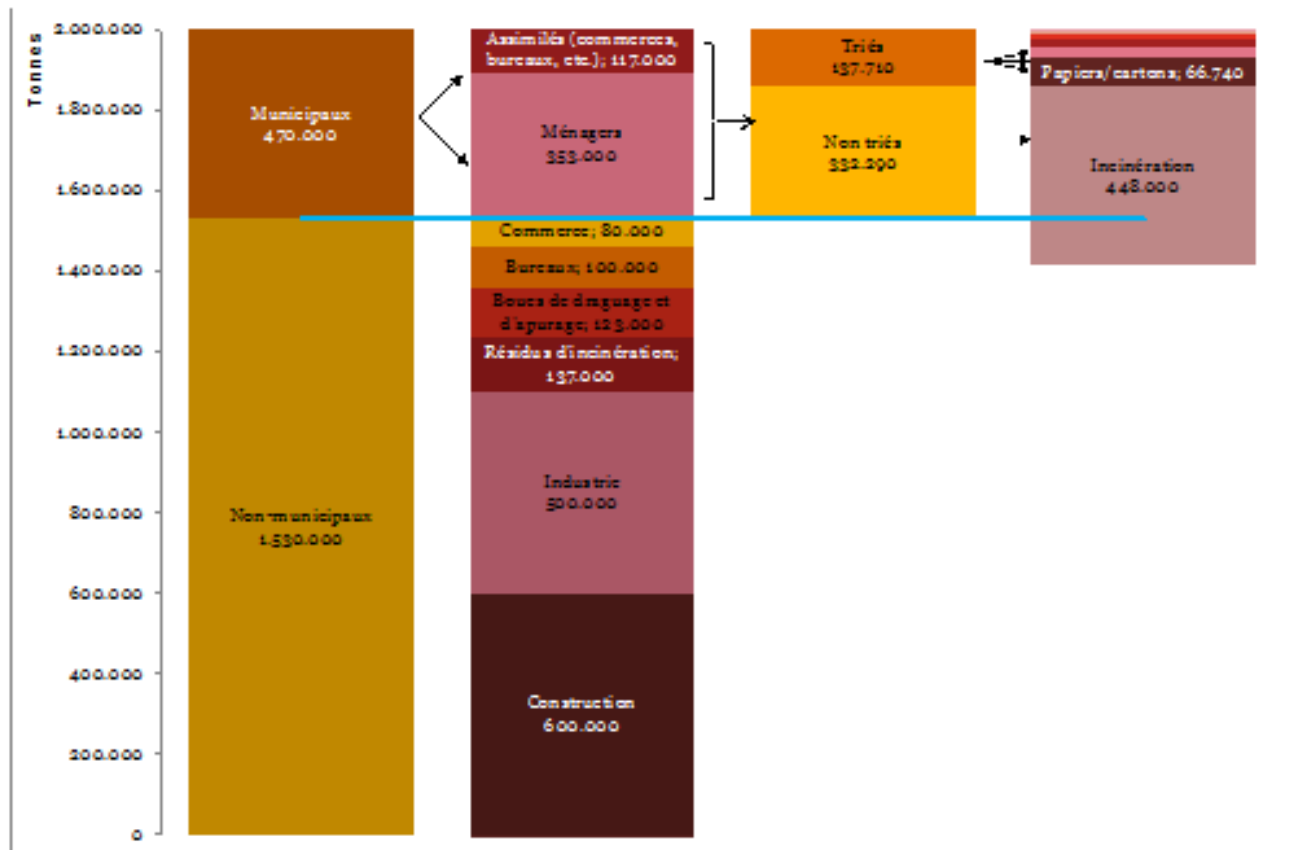 Tonnes
2.000.000
1.800.000
1.600.000
1.400.000
1.200.000
1.000.000
800.000
600.000
400.000
200.000
0
Municipaux
470.000
Non-municipaux
1.530.000
Assimilés (commerces,
bureaux, etc.); 117.000
Ménagers
353.000
Commerce; 80.000
Bureaux; 100.000
Boues de draguage et
d'apurage; 123.000
Résidus d'incinération;
137.000
Industrie
500.000
Construction
600.000
Triés
137.710
Non triés
332.290
Papiers/cartons; 66.740
Incinération
448.000